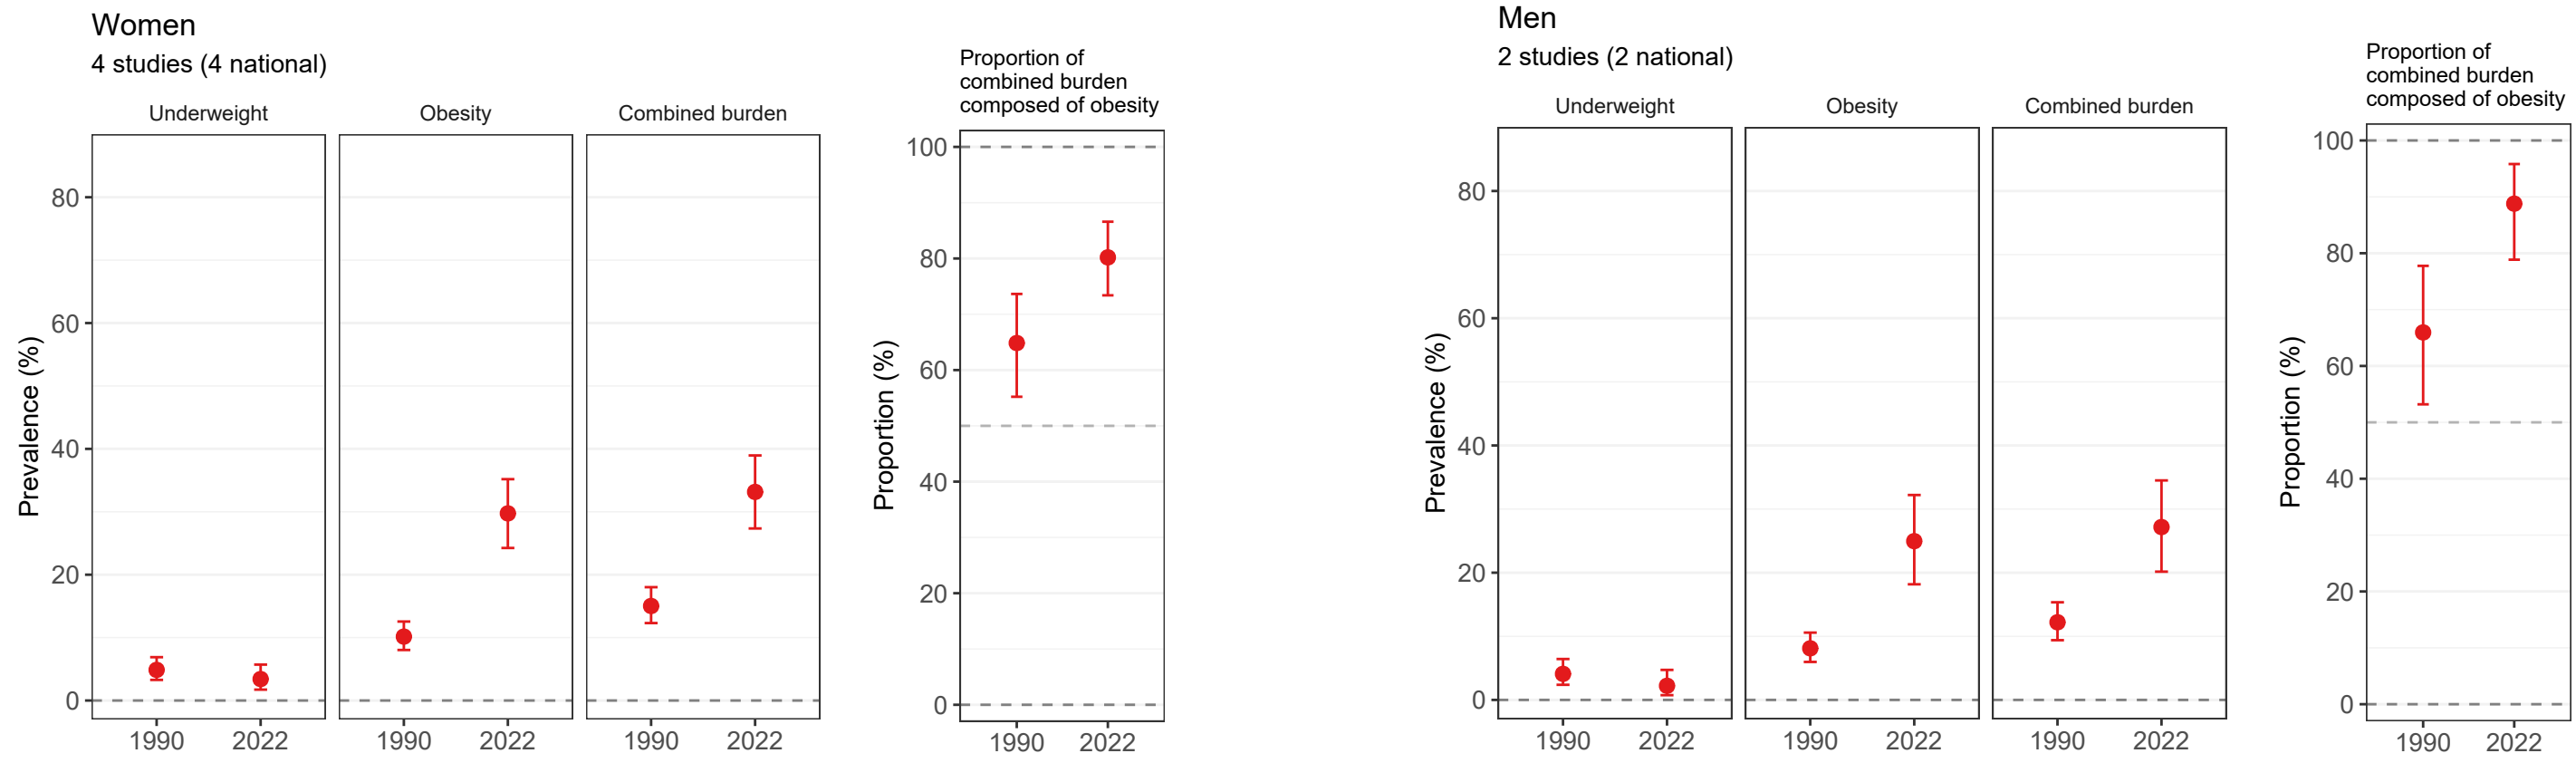 Women
4 studies (4 national)
Underweight
Obesity
Combined burden
Prevalence (%)
80
60
40
20
0
1990 2022
1990 2022
1990 2022
Proportion of
combined burden
composed of obesity
Proportion (%)
100
80
60
40
20
0
1990 2022
Men
2 studies (2 national)
Underweight
Obesity
Combined burden
Prevalence (%)
80
60
40
20
0
1990 2022
1990 2022
1990 2022
Proportion of
combined burden
composed of obesity
Proportion (%)
100
80
60
40
20
0
1990 2022